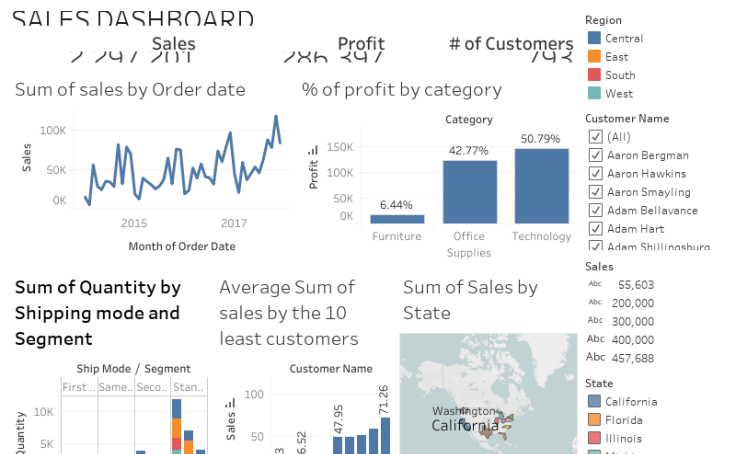 SALES DASHBOARD
Sales
Profit
# of Customers
2 297 201
286 397
793
Sum of sales by Order date
Sales
100K
50K
0K
2015
2017
Month of Order Date
% of profit by category
Category
Profit
150K
100K
50K
0K
6.44%
42.77%
50.79%
Furniture
Office
Supplies
Technology
Region
Central
East
South
West
Customer Name
(All)
Aaron Bergman
Aaron Hawkins
Aaron Smayling
Adam Bellavance
Adam Hart
Adam Shillingsburg
Sum of Quantity by
Shipping mode and
Segment
Ship Mode / Segment
First ..
Same..
Seco..
Stan..
Quantity
10K
5K
Average Sum of
sales by the 10
least customers
Customer Name
Sales
100
50
47.95
71.26
Sum of Sales by
State
Washington
California
Sales
Abc 55,603
Abc 200,000
Abc 300,000
Abc 400,000
Abc 457,688
State
California
Florida
Illinois